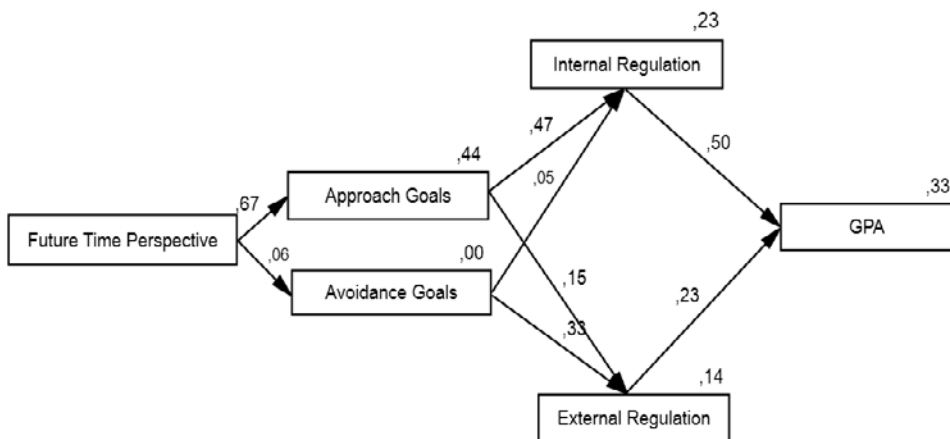 ,23
Internal Regulation
,47
,50
,44
,05
,33
Approach Goals
,67
GPA
Future Time Perspective
,00
,06
Avoidance Goals
,15
,23
,33
,14
External Regulation